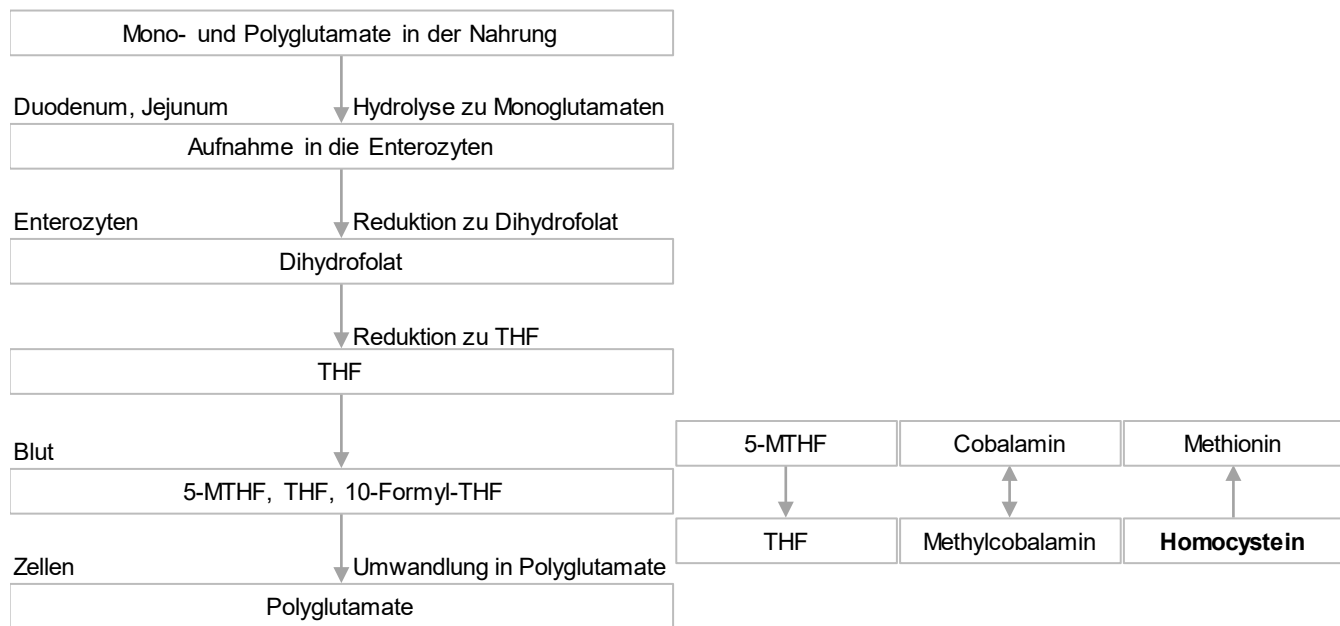 Mono- und Polyglutamate in der Nahrung
Duodenum, Jejunum
Hydrolyse zu Monoglutamaten
Aufnahme in die Enterozyten
Enterozyten
Reduktion zu Dihydrofolat
Dihydrofolat
Reduktion zu THF
THF
Blut
5-MTHF, THF, 10-Formyl-THF
Zellen
Umwandlung in Polyglutamate
Polyglutamate
5-MTHF
Cobalamin
Methionin
THF
Methylcobalamin
Homocystein